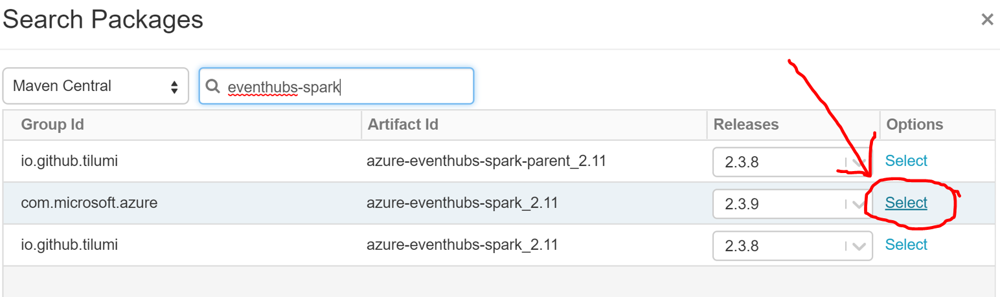 Search Packages
Maven Central eventhubs-spark
Group Id Artifact Id Releases Options
io.github.tilumi azure-eventhubs-spark-parent_2.11 2.3.8 Select
com.microsoft.azure azure-eventhubs-spark_2.11 2.3.9 Select
io.github.tilumi azure-eventhubs-spark_2.11 2.3.8 Select